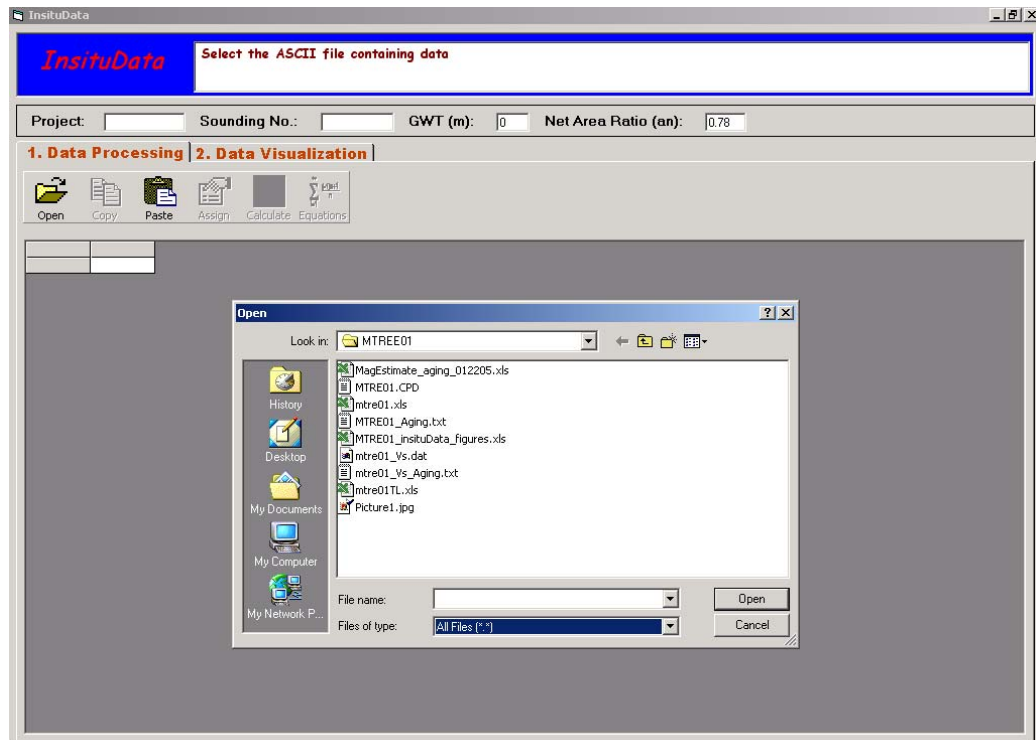 InsituData
InsituData
Select the ASCII file containing data
Project: Sounding No.: GWT (m): 0 Net Area Ratio (an): 0.78
1. Data Processing 2. Data Visualization
Open Copy Paste Assign Calculate Equations
Open
Look in: MTREE01
History
Desktop
My Documents
My Computer
My Network P...
MagEstimate_aging_012205.xls
MTRE01.CPD
mtre01.xls
MTRE01_Aging.txt
MTRE01_insituData_figures.xls
mtre01_Vs.dat
mtre01_Vs_Aging.txt
mtre01TL.xls
Picture1.jpg
File name: Open
Files of type: All Files (*.*) Cancel